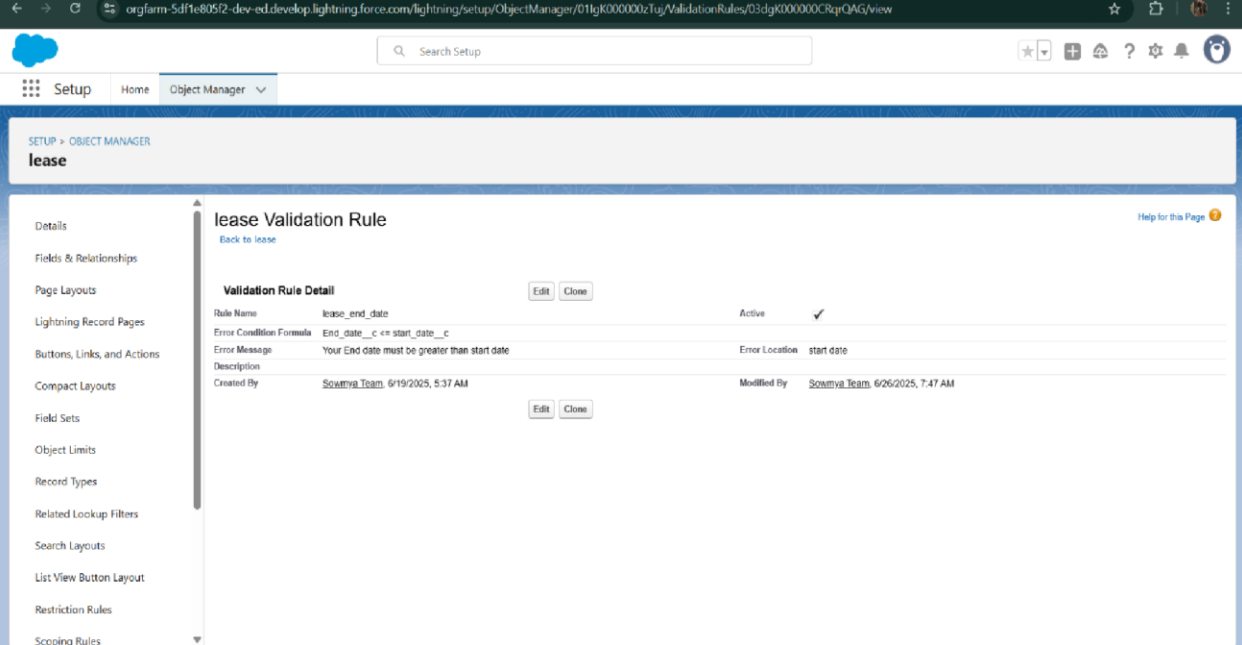 orgfarm-5df1e805f2-dev-ed.develop.lightning.force.com/lightning/setup/ObjectManager/01IgK000000zTuj/ValidationRules/03dgK000000CRqrQAG/view
Search Setup
Setup Home Object Manager
SETUP > OBJECT MANAGER
lease
Details
Fields & Relationships
Page Layouts
Lightning Record Pages
Buttons, Links, and Actions
Compact Layouts
Field Sets
Object Limits
Record Types
Related Lookup Filters
Search Layouts
List View Button Layout
Restriction Rules
Scoping Rules
lease Validation Rule
Back to lease
Help for this Page ?
Validation Rule Detail Edit Clone
Rule Name lease_end_date Active ✓
Error Condition Formula End_date__c <= start_date__c
Error Message Your End date must be greater than start date Error Location start date
Description
Created By Sowmya Team, 6/19/2025, 5:37 AM Modified By Sowmya Team, 6/26/2025, 7:47 AM
Edit Clone